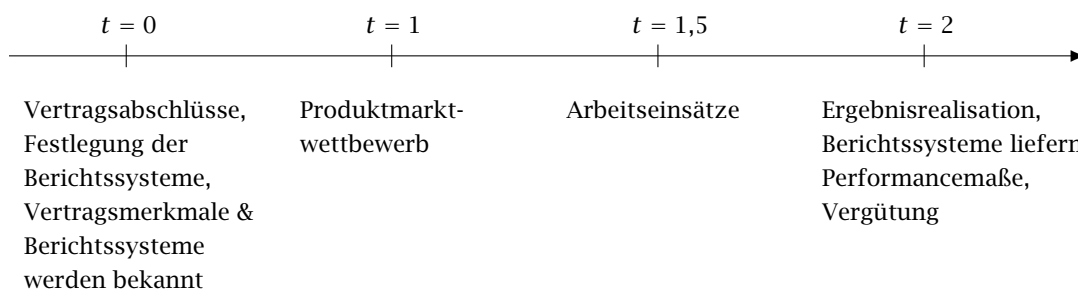 t = 0
t = 1
t = 1,5
t = 2
Vertragsabschlüsse,
Festlegung der
Berichtssysteme,
Vertragsmerkmale &
Berichtssysteme
werden bekannt
Produktmarkt-
wettbewerb
Arbeitseinsätze
Ergebnisrealisation,
Berichtssysteme liefern
Performancemaße,
Vergütung